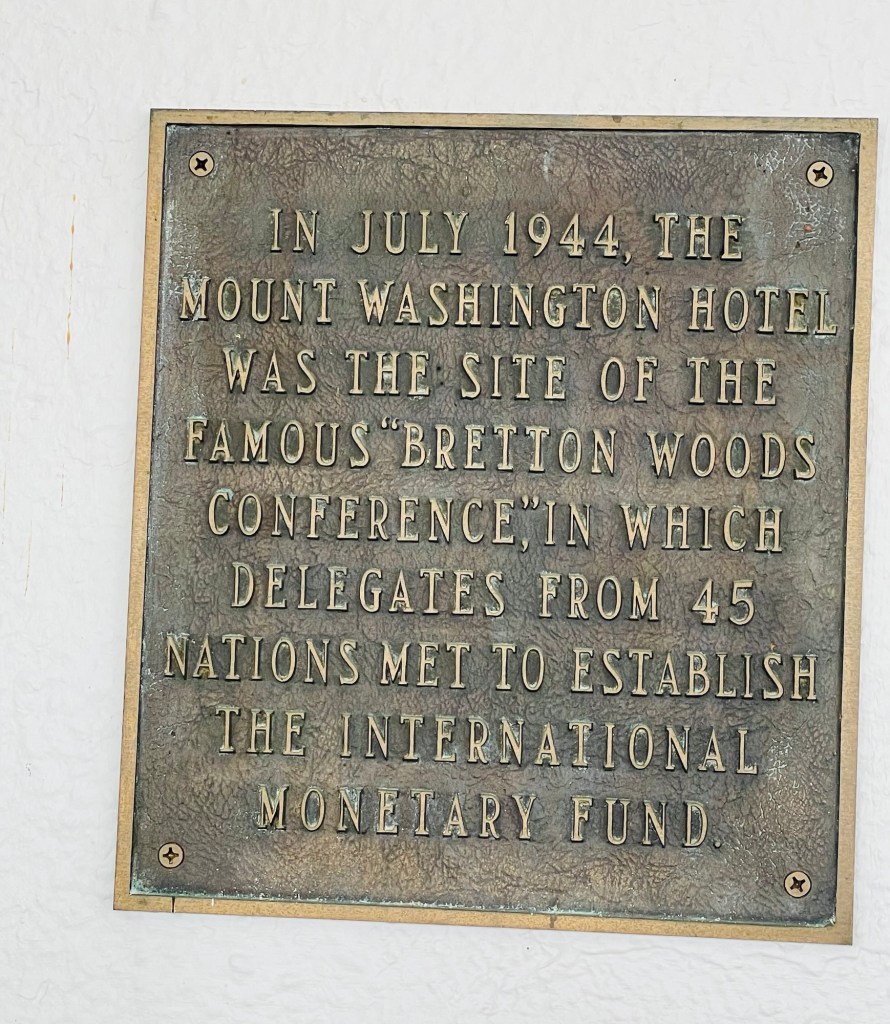 IN JULY 1944, THE
MOUNT WASHINGTON HOTEL
WAS THE SITE OF THE
FAMOUS “BRETTON WOODS
CONFERENCE,” IN WHICH
DELEGATES FROM 45
NATIONS MET TO ESTABLISH
THE INTERNATIONAL
MONETARY FUND.